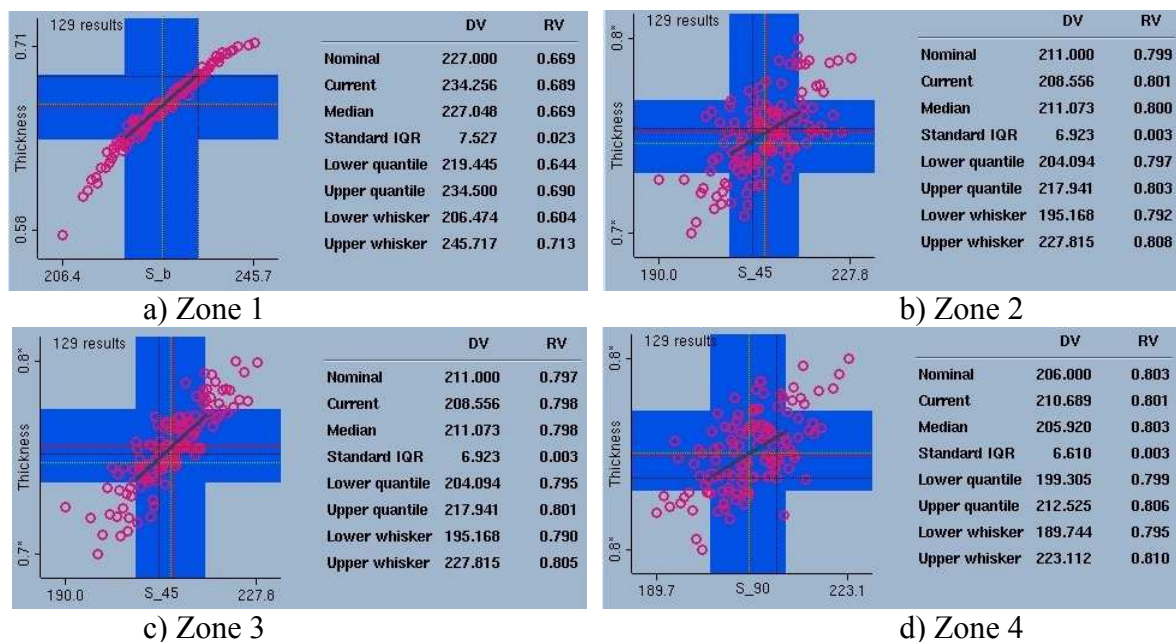 129 results
0.71
Thickness
0.58
206.4 S_b 245.7
DV RV
Nominal 227.000 0.669
Current 234.256 0.689
Median 227.048 0.669
Standard IQR 7.527 0.023
Lower quantile 219.445 0.644
Upper quantile 234.500 0.690
Lower whisker 206.474 0.604
Upper whisker 245.717 0.713
a) Zone 1
129 results
0.8*
Thickness
0.7*
190.0 S_45 227.8
DV RV
Nominal 211.000 0.799
Current 208.556 0.801
Median 211.073 0.800
Standard IQR 6.923 0.003
Lower quantile 204.094 0.797
Upper quantile 217.941 0.803
Lower whisker 195.168 0.792
Upper whisker 227.815 0.808
b) Zone 2
129 results
0.8*
Thickness
0.7*
190.0 S_45 227.8
DV RV
Nominal 211.000 0.797
Current 208.556 0.798
Median 211.073 0.798
Standard IQR 6.923 0.003
Lower quantile 204.094 0.795
Upper quantile 217.941 0.801
Lower whisker 195.168 0.790
Upper whisker 227.815 0.805
c) Zone 3
129 results
0.8*
Thickness
0.8*
189.7 S_90 223.1
DV RV
Nominal 206.000 0.803
Current 210.689 0.801
Median 205.920 0.803
Standard IQR 6.610 0.003
Lower quantile 199.305 0.799
Upper quantile 212.525 0.806
Lower whisker 189.744 0.795
Upper whisker 223.112 0.810
d) Zone 4